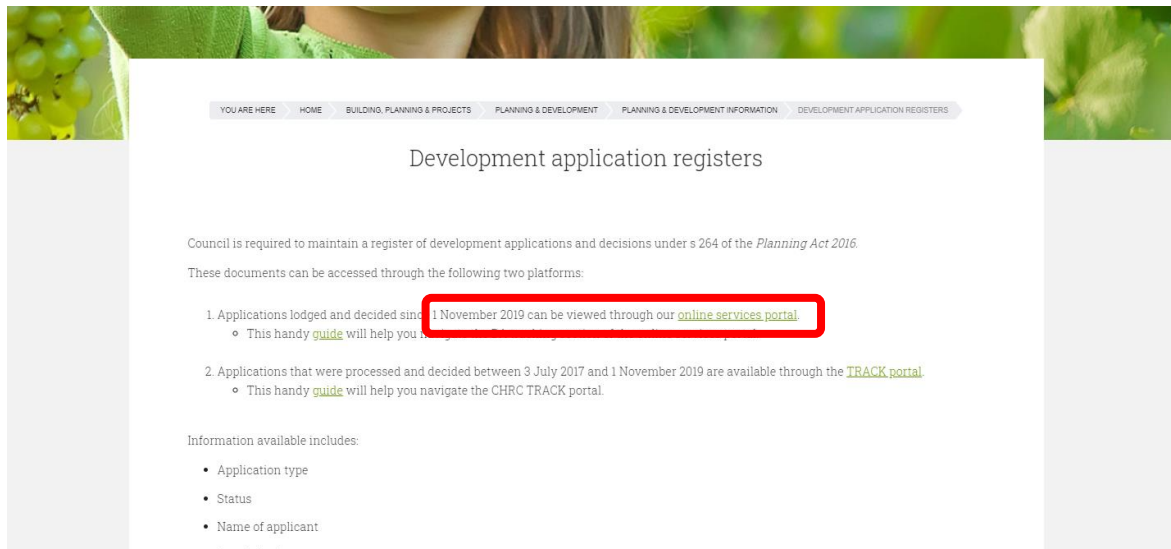 YOU ARE HERE HOME BUILDING, PLANNING & PROJECTS PLANNING & DEVELOPMENT PLANNING & DEVELOPMENT INFORMATION DEVELOPMENT APPLICATION REGISTERS
Development application registers
Council is required to maintain a register of development applications and decisions under s 264 of the Planning Act 2016.
These documents can be accessed through the following two platforms:
1. Applications lodged and decided sinc 1 November 2019 can be viewed through our online services portal.
This handy guide will help you
2. Applications that were processed and decided between 3 July 2017 and 1 November 2019 are available through the TRACK portal.
This handy guide will help you navigate the CHRC TRACK portal.
Information available includes:
• Application type
• Status
• Name of applicant